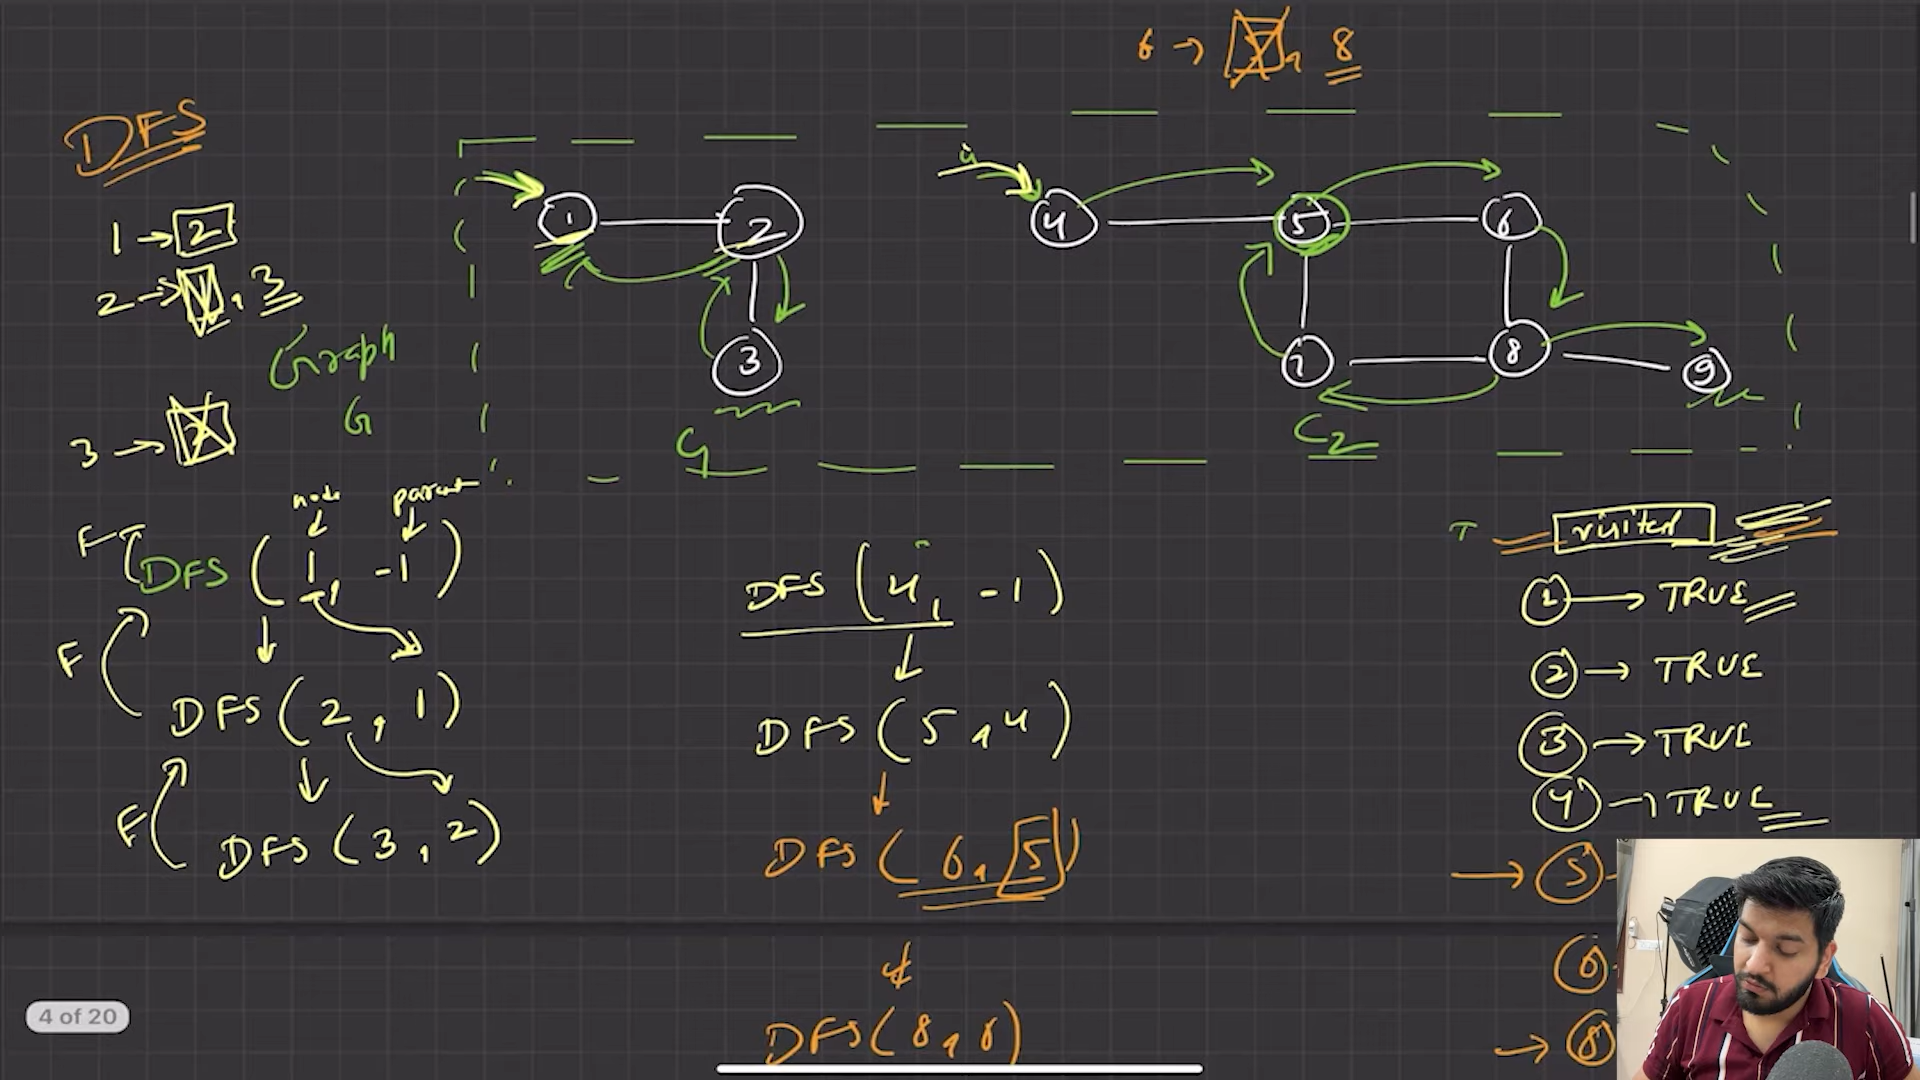 6 → 7, 8
DFS
1 → 2
2 → 1, 3
3 → 2
Graph
G
1 2
3
4 5 6
7 8 9
C1
C2
node parent
F DFS (1, -1)
F DFS (2, 1)
F DFS (3, 2)
DFS (4, -1)
DFS (5, 4)
DFS (6, 5)
DFS (8, 6)
T visited
1 → TRUE
2 → TRUE
3 → TRUE
4 → TRUE
→ 5
6
→ 8
4 of 20